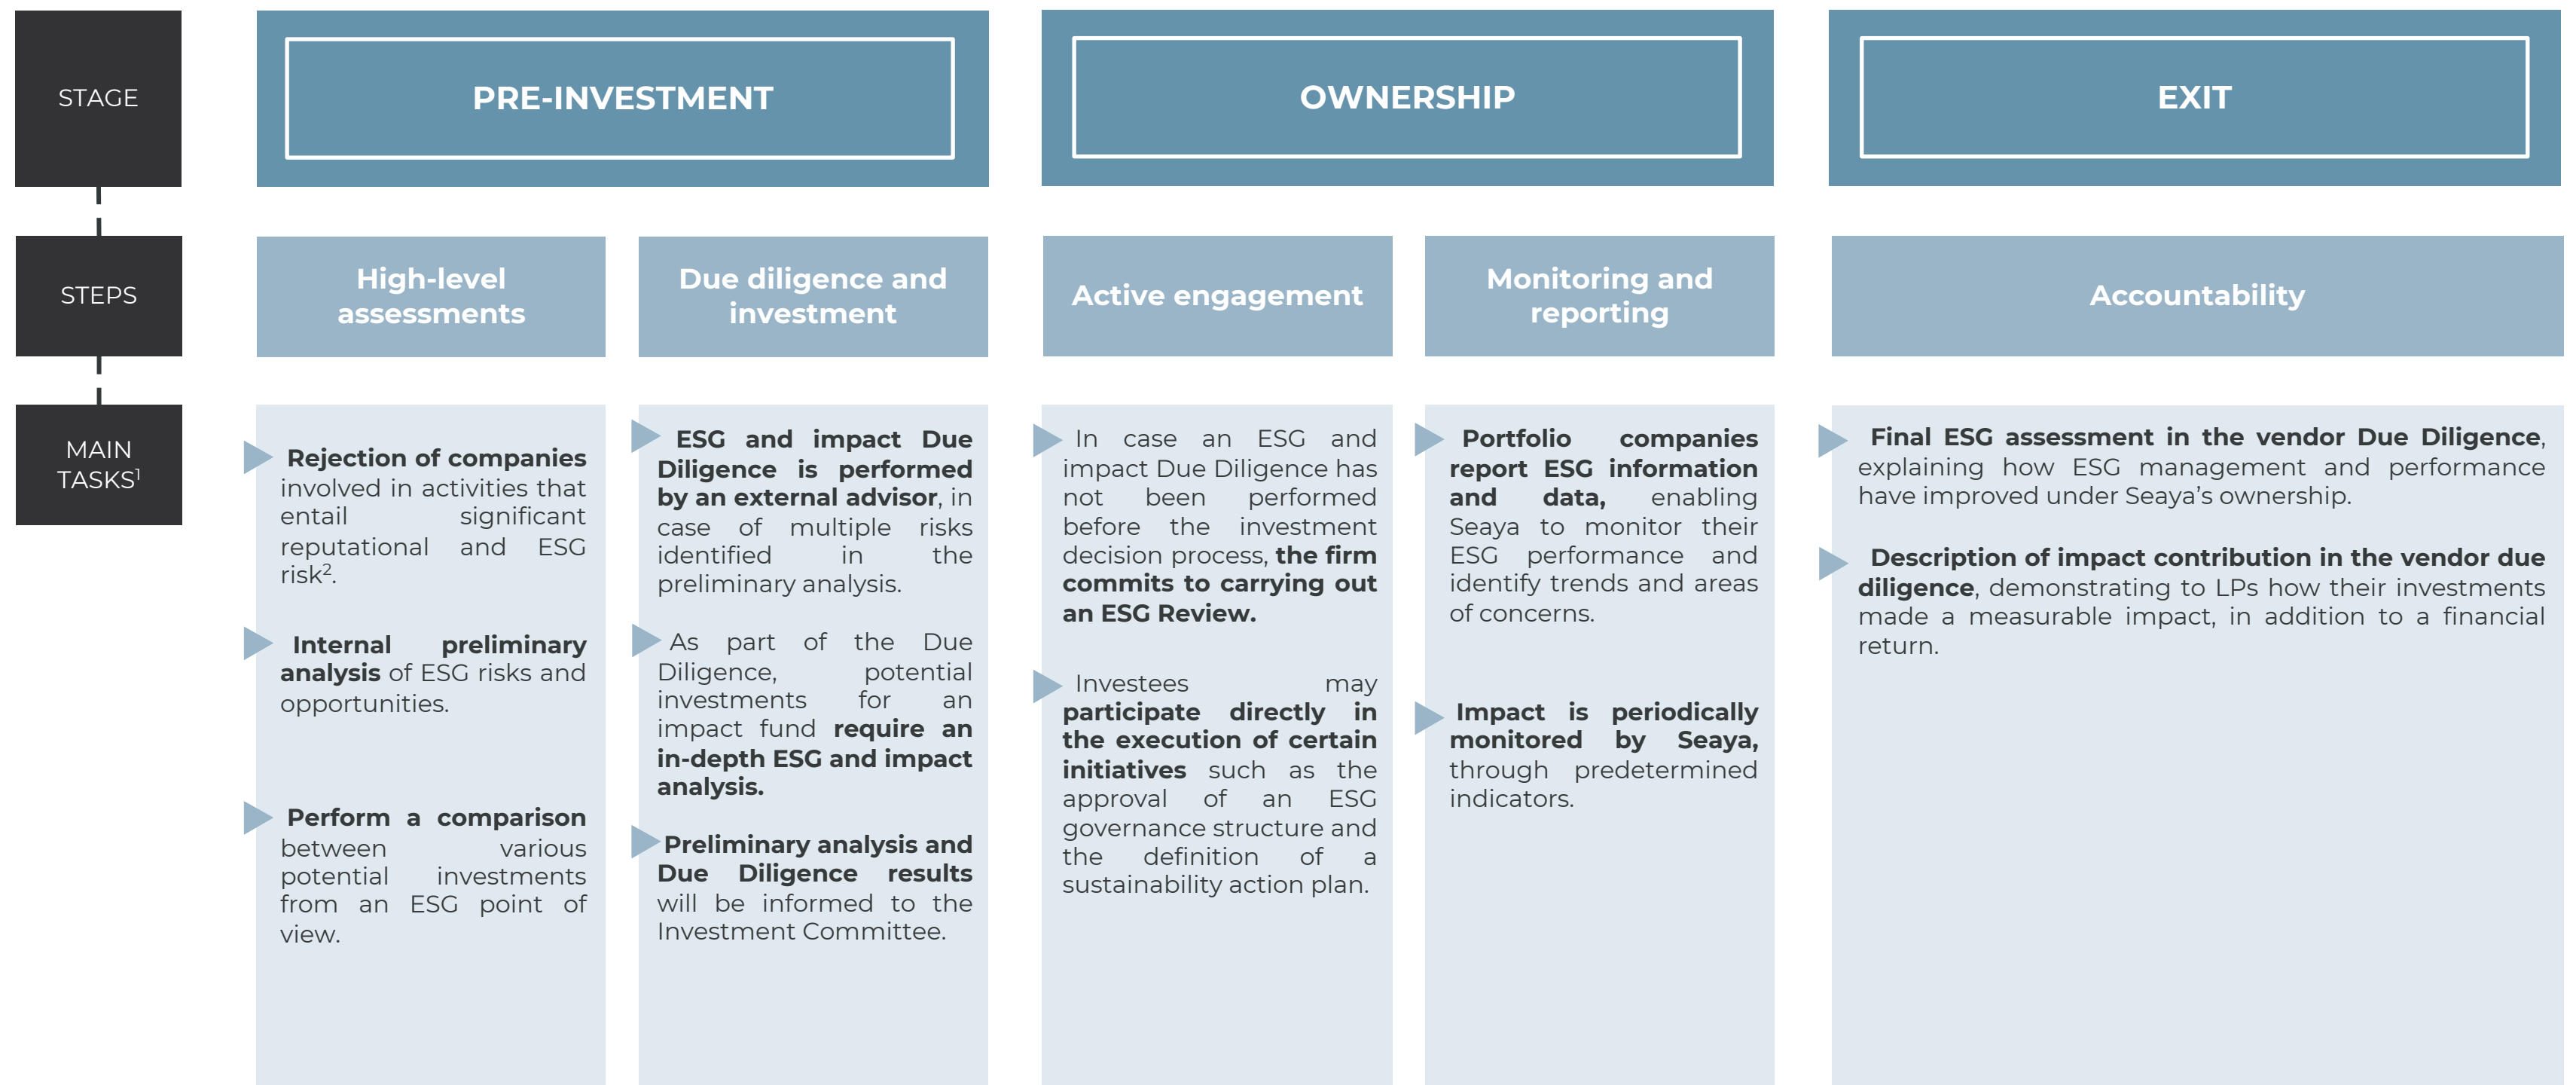 STAGE
PRE-INVESTMENT
OWNERSHIP
EXIT
STEPS
High-level
assessments
Due diligence and
investment
Active engagement
Monitoring and
reporting
Accountability
MAIN
TASKS¹
Rejection of companies
involved in activities that
entail significant
reputational and ESG
risk².
Internal preliminary
analysis of ESG risks and
opportunities.
Perform a comparison
between various
potential investments
from an ESG point of
view.
ESG and impact Due
Diligence is performed
by an external advisor, in
case of multiple risks
identified in the
preliminary analysis.
As part of the Due
Diligence, potential
investments for an
impact fund require an
in-depth ESG and impact
analysis.
Preliminary analysis and
Due Diligence results
will be informed to the
Investment Committee.
In case an ESG and
impact Due Diligence has
not been performed
before the investment
decision process, the firm
commits to carrying out
an ESG Review.
Investees may
participate directly in
the execution of certain
initiatives such as the
approval of an ESG
governance structure and
the definition of a
sustainability action plan.
Portfolio companies
report ESG information
and data, enabling
Seaya to monitor their
ESG performance and
identify trends and areas
of concerns.
Impact is periodically
monitored by Seaya,
through predetermined
indicators.
Final ESG assessment in the vendor Due Diligence,
explaining how ESG management and performance
have improved under Seaya’s ownership.
Description of impact contribution in the vendor due
diligence, demonstrating to LPs how their investments
made a measurable impact, in addition to a financial
return.